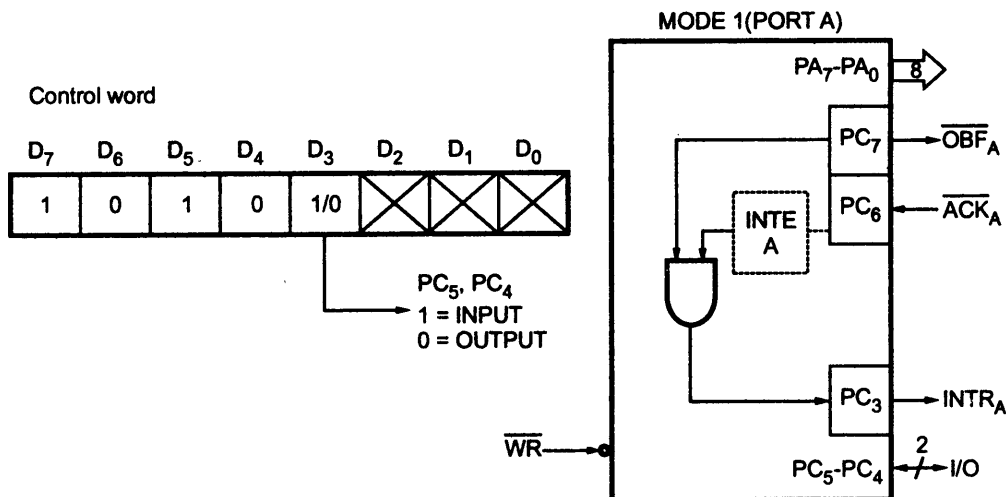 MODE 1(PORT A)
Control word
D7 D6 D5 D4 D3 D2 D1 D0
1 0 1 0 1/0
PC5, PC4
1 = INPUT
0 = OUTPUT
PA7-PA0 8
PC7 OBFA
PC6 ACKA
INTE
A
PC3 INTRA
WR
PC5-PC4 2 I/O